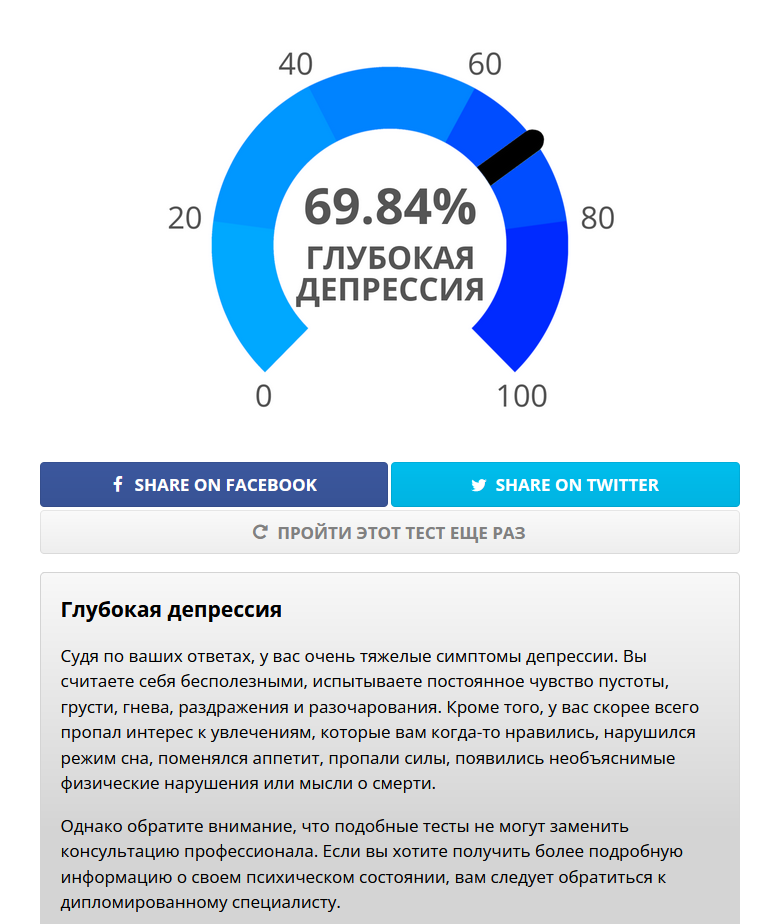 40
60
20
80
69.84%
ГЛУБОКАЯ
ДЕПРЕССИЯ
0
100
SHARE ON FACEBOOK
SHARE ON TWITTER
ПРОЙТИ ЭТОТ ТЕСТ ЕЩЕ РАЗ
Глубокая депрессия
Судя по ваших ответах, у вас очень тяжелые симптомы депрессии. Вы
считаете себя бесполезными, испытываете постоянное чувство пустоты,
грусти, гнева, раздражения и разочарования. Кроме того, у вас скорее всего
пропал интерес к увлечениям, которые вам когда-то нравились, нарушился
режим сна, поменялся аппетит, пропали силы, появились необъяснимые
физические нарушения или мысли о смерти.
Однако обратите внимание, что подобные тесты не могут заменить
консультацию профессионала. Если вы хотите получить более подробную
информацию о своем психическом состоянии, вам следует обратиться к
дипломированному специалисту.